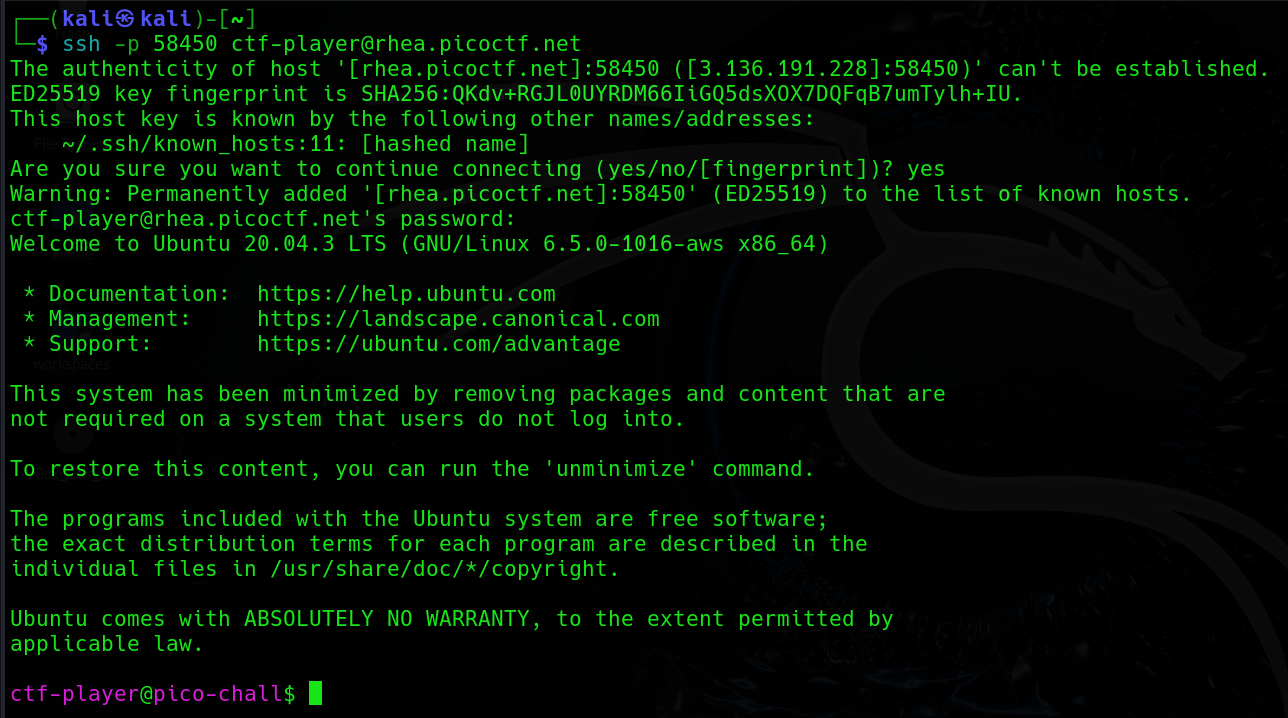 ┌──(kali㉿kali)-[~]
└─$ ssh -p 58450 ctf-player@rhea.picoctf.net
The authenticity of host '[rhea.picoctf.net]:58450 ([3.136.191.228]:58450)' can't be established.
ED25519 key fingerprint is SHA256:QKdv+RGJL0UYRDM66IiGQ5dsXOX7DQFqB7umTylh+IU.
This host key is known by the following other names/addresses:
    ~/.ssh/known_hosts:11: [hashed name]
Are you sure you want to continue connecting (yes/no/[fingerprint])? yes
Warning: Permanently added '[rhea.picoctf.net]:58450' (ED25519) to the list of known hosts.
ctf-player@rhea.picoctf.net's password:
Welcome to Ubuntu 20.04.3 LTS (GNU/Linux 6.5.0-1016-aws x86_64)

 * Documentation:  https://help.ubuntu.com
 * Management:     https://landscape.canonical.com
 * Support:        https://ubuntu.com/advantage
workspaces

This system has been minimized by removing packages and content that are
not required on a system that users do not log into.

To restore this content, you can run the 'unminimize' command.

The programs included with the Ubuntu system are free software;
the exact distribution terms for each program are described in the
individual files in /usr/share/doc/*/copyright.

Ubuntu comes with ABSOLUTELY NO WARRANTY, to the extent permitted by
applicable law.

ctf-player@pico-chall$